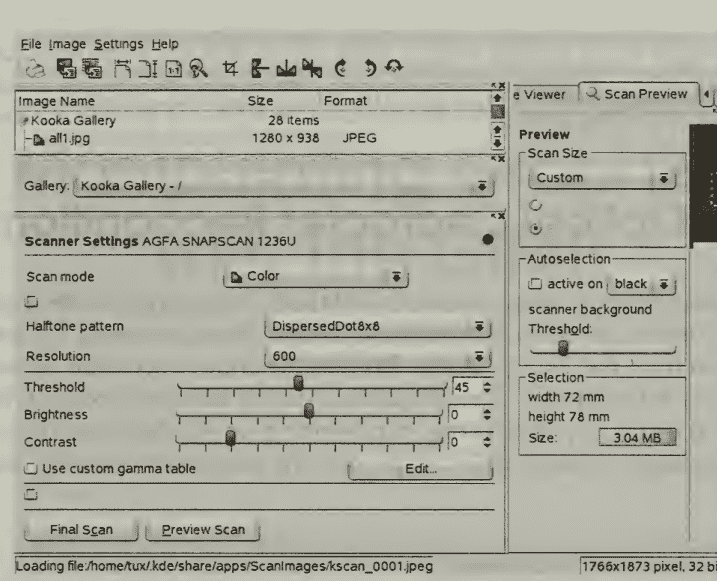 File Image Settings Help
Image Name Size Format
Kooka Gallery 28 items
all1.jpg 1280 x 938 JPEG
Gallery: Kooka Gallery - /
Scanner Settings AGFA SNAPSCAN 1236U
Scan mode Color
Halftone pattern DispersedDot8x8
Resolution 600
Threshold 45
Brightness 0
Contrast 0
Use custom gamma table Edit...
Final Scan Preview Scan
Loading file:/home/tux/.kde/share/apps/ScanImages/kscan_0001.jpeg
e Viewer Scan Preview
Preview
Scan Size
Custom
Autoselection
active on black
scanner background
Threshold:
Selection
width 72 mm
height 78 mm
Size: 3.04 MB
1766x1873 pixel, 32 bi